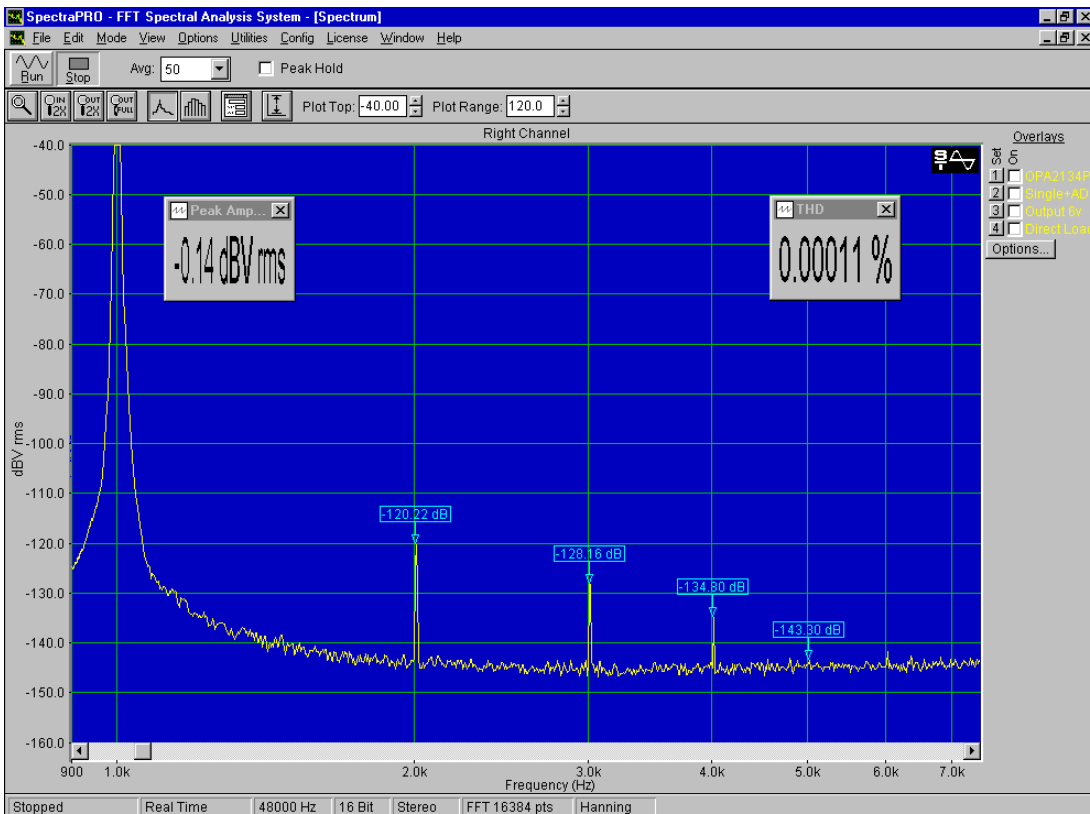 SpectraPRO - FFT Spectral Analysis System - [Spectrum]
File Edit Mode View Options Utilities Config License Window Help
Run Stop Avg: 50 Peak Hold
IN 2X OUT 2X OUT FULL Plot Top: -40.00 Plot Range: 120.0
Right Channel
Overlays
Set On
1 OPA2134P
2 Single+AD
3 Output 6v
4 Direct Load
Options...
Peak Amp...
-0.14 dBV rms
THD
0.00011 %
dBV rms
-40.0
-50.0
-60.0
-70.0
-80.0
-90.0
-100.0
-110.0
-120.0
-130.0
-140.0
-150.0
-160.0
-120.22 dB
-128.16 dB
-134.80 dB
-143.30 dB
900 1.0k 2.0k 3.0k 4.0k 5.0k 6.0k 7.0k
Frequency (Hz)
Stopped Real Time 48000 Hz 16 Bit Stereo FFT 16384 pts Hanning